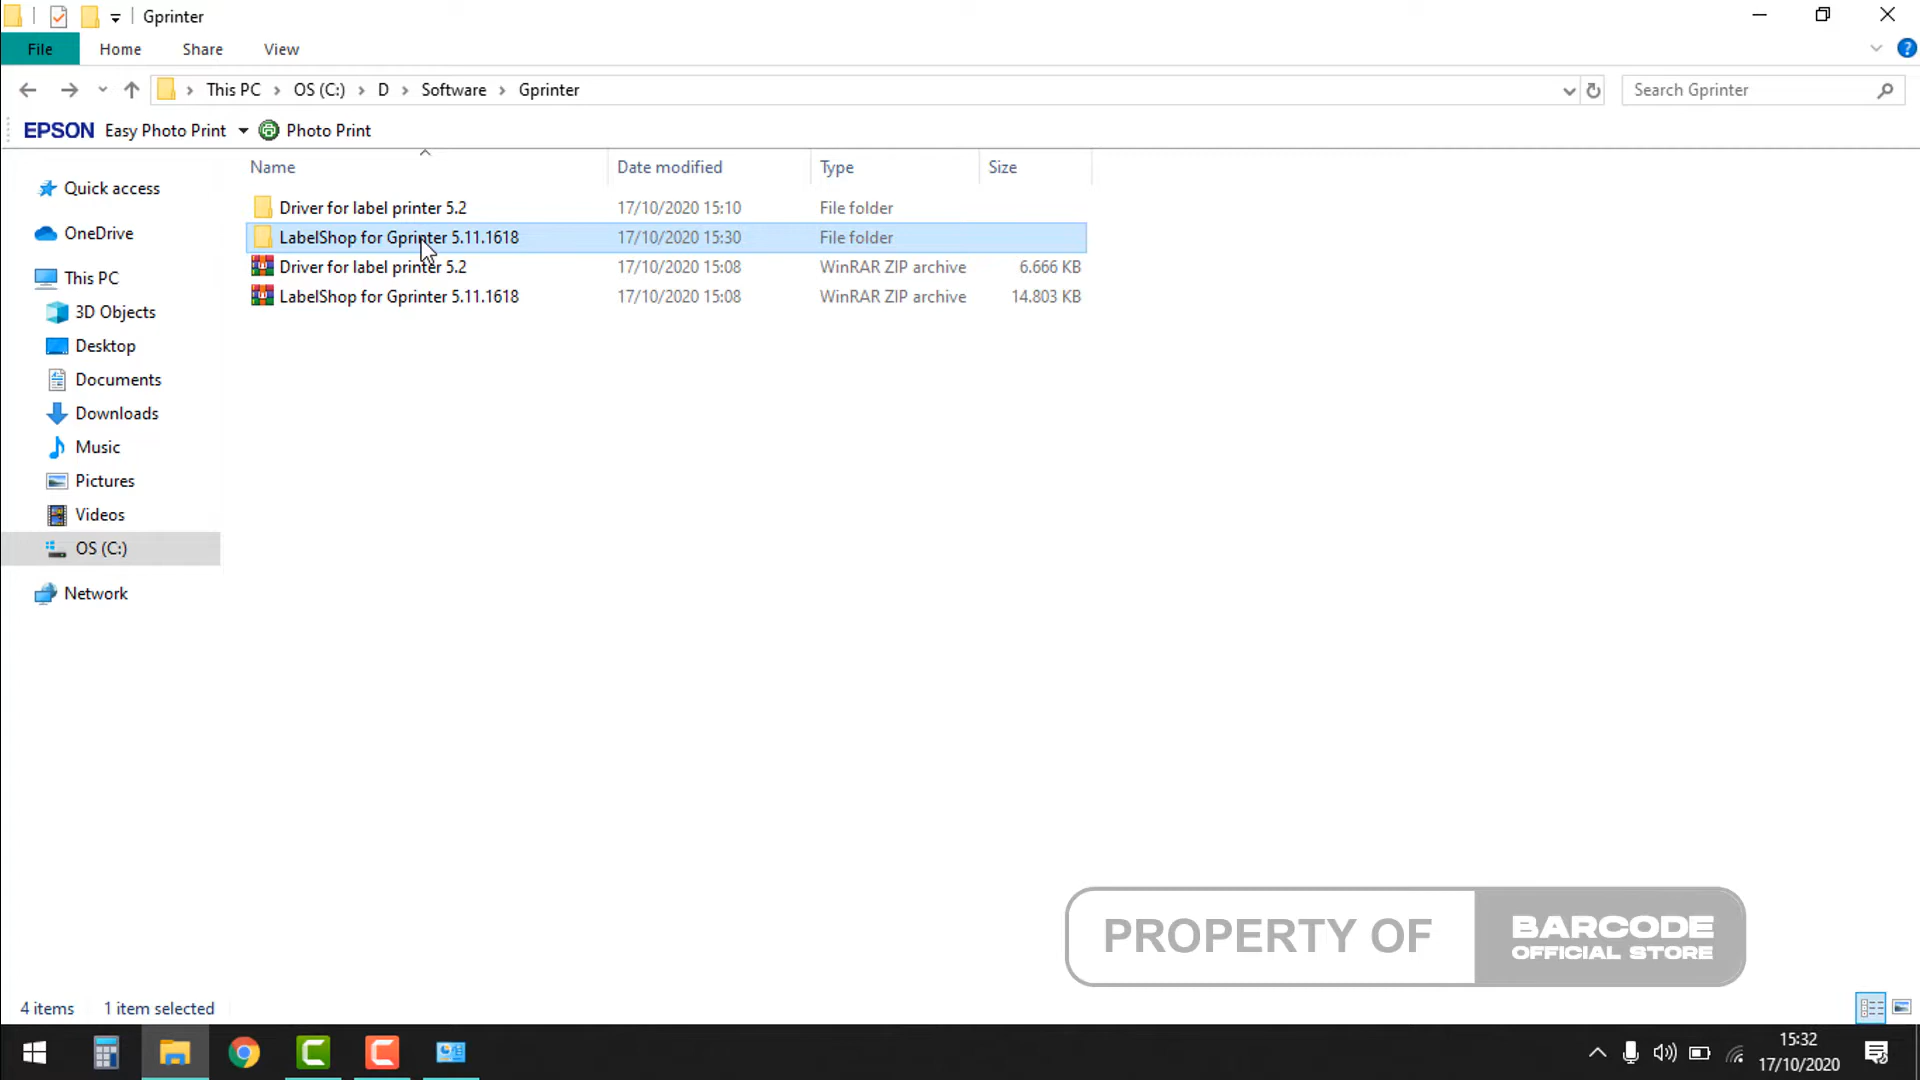 Gprinter
File Home Share View
This PC OS (C:) D Software Gprinter
Search Gprinter
EPSON Easy Photo Print Photo Print
Name Date modified Type Size
Quick access
OneDrive
This PC
3D Objects
Desktop
Documents
Downloads
Music
Pictures
Videos
OS (C:)
Network
Driver for label printer 5.2 17/10/2020 15:10 File folder
LabelShop for Gprinter 5.11.1618 17/10/2020 15:30 File folder
Driver for label printer 5.2 17/10/2020 15:08 WinRAR ZIP archive 6.666 KB
LabelShop for Gprinter 5.11.1618 17/10/2020 15:08 WinRAR ZIP archive 14.803 KB
PROPERTY OF BARCODE
OFFICIAL STORE
4 items 1 item selected
15:32
17/10/2020